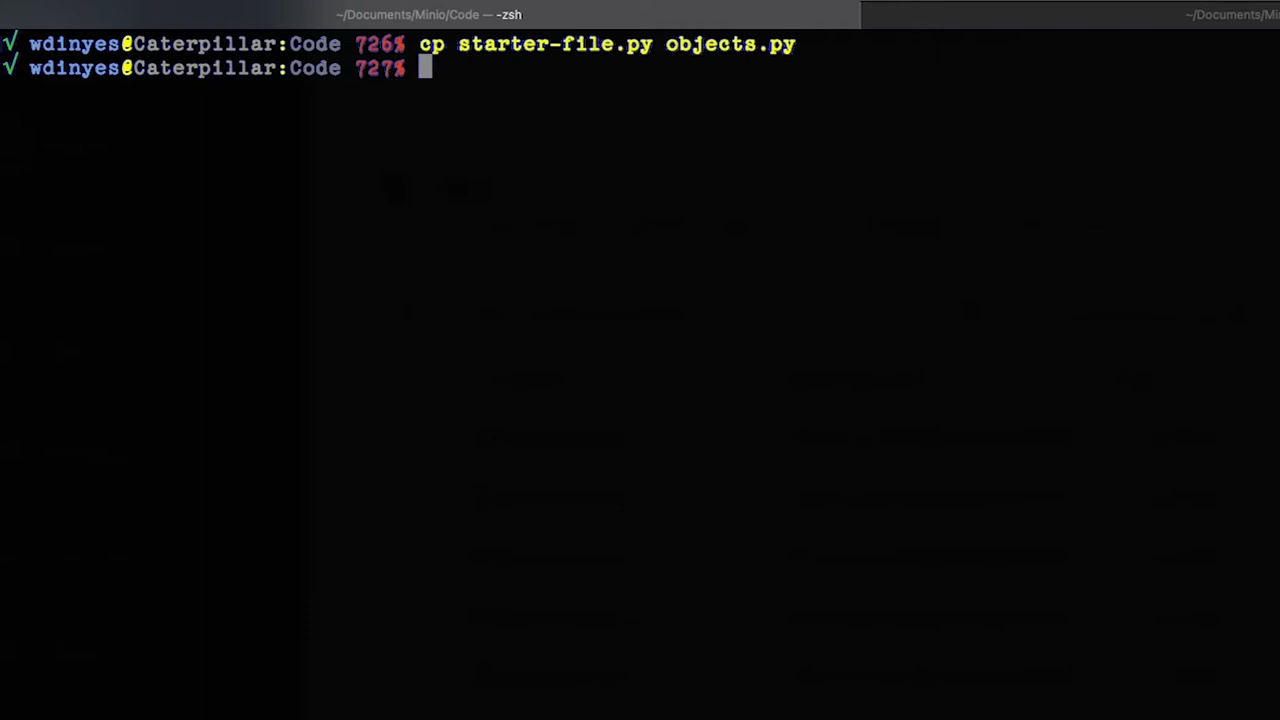 ~/Documents/Minio/Code — -zsh
~/Documents/Mi
√ wdinyes@Caterpillar:Code 726% cp starter-file.py objects.py
√ wdinyes@Caterpillar:Code 727%